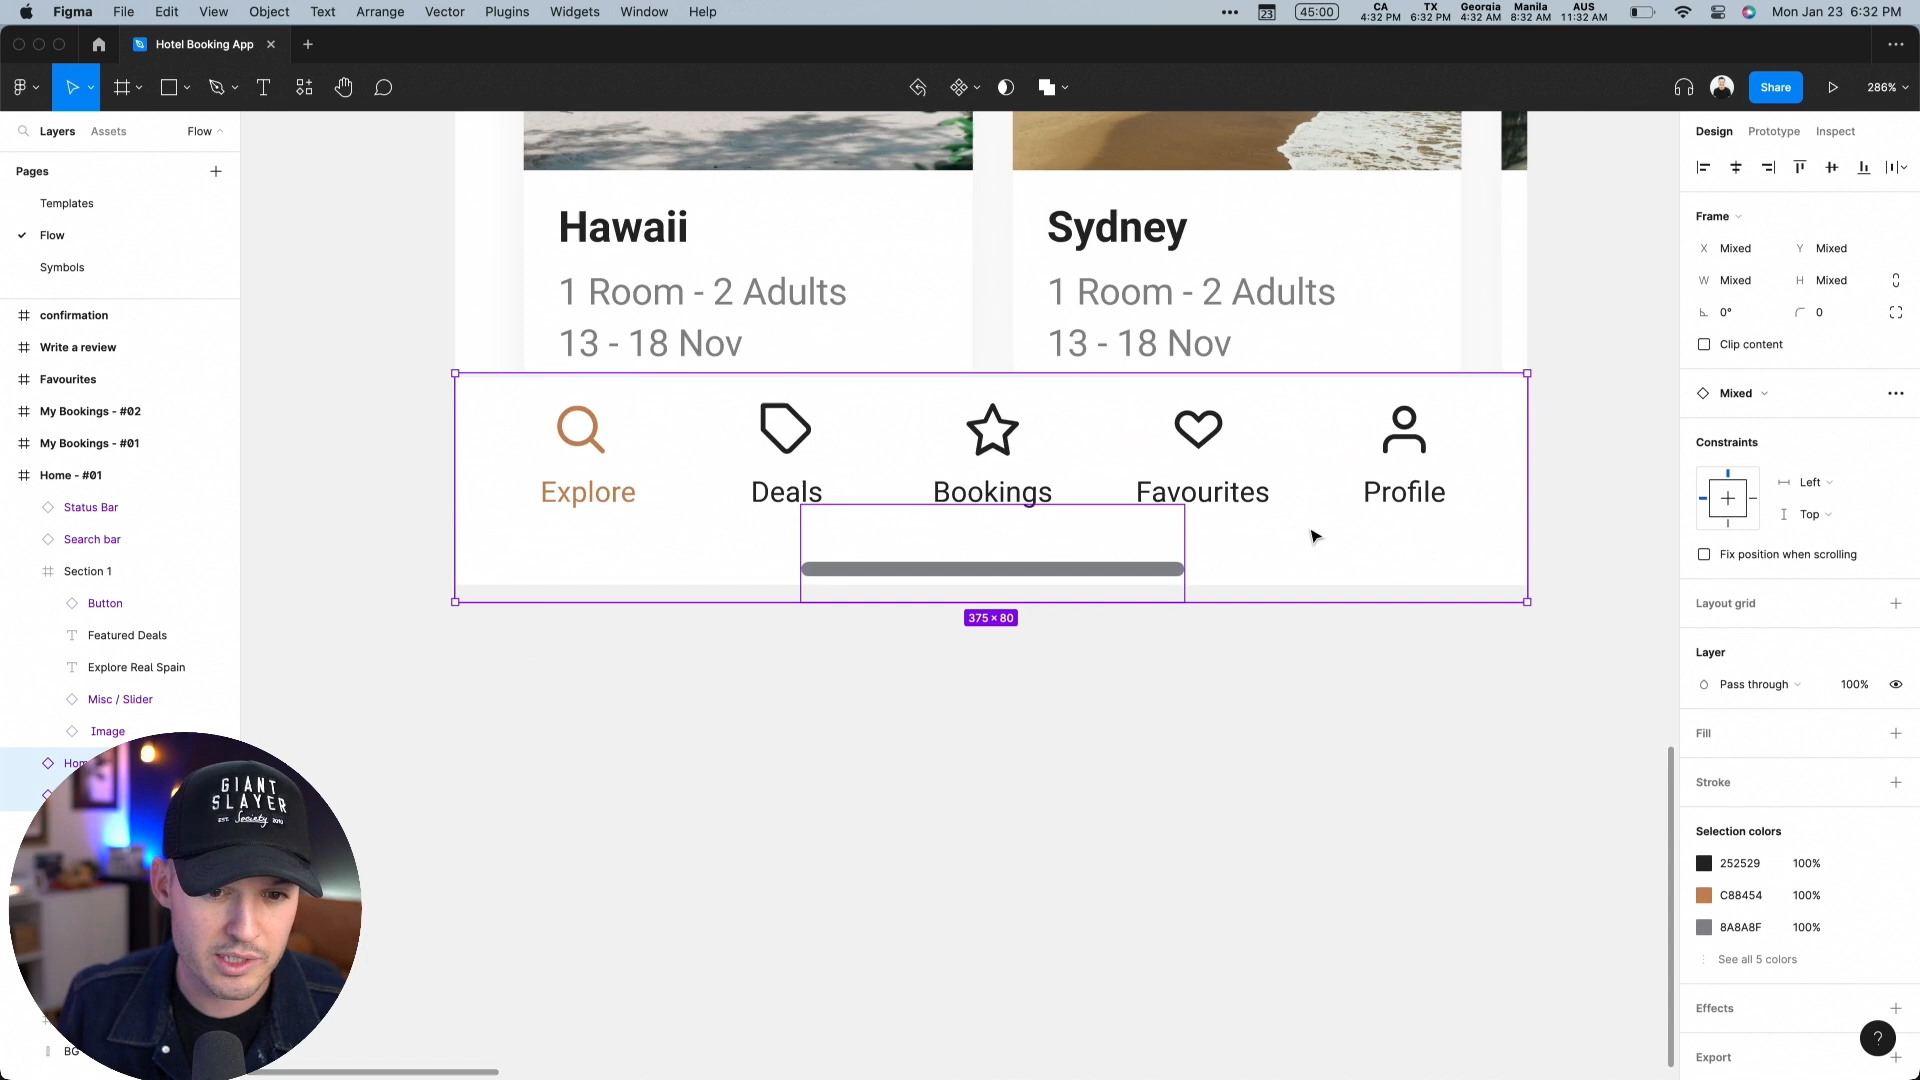 Figma File Edit View Object Text Arrange Vector Plugins Widgets Window Help
23 45:00
CA TX Georgia Manila AUS
4:32 PM 6:32 PM 4:32 AM 8:32 AM 11:32 AM
Mon Jan 23 6:32 PM
Hotel Booking App
Share
286%
Layers Assets Flow
Pages
Templates
Flow
Symbols
confirmation
Write a review
Favourites
My Bookings - #02
My Bookings - #01
Home - #01
Status Bar
Search bar
Section 1
Button
Featured Deals
Explore Real Spain
Misc / Slider
Image
Hom
BG
GIANT
SLAYER
EST. Society 2010
Hawaii
1 Room - 2 Adults
13 - 18 Nov
Sydney
1 Room - 2 Adults
13 - 18 Nov
Explore Deals Bookings Favourites Profile
375 × 80
Design Prototype Inspect
Frame
X Mixed Y Mixed
W Mixed H Mixed
0° 0
Clip content
Mixed
Constraints
Left
Top
Fix position when scrolling
Layout grid
Layer
Pass through 100%
Fill
Stroke
Selection colors
252529 100%
C88454 100%
8A8A8F 100%
See all 5 colors
Effects
Export
?